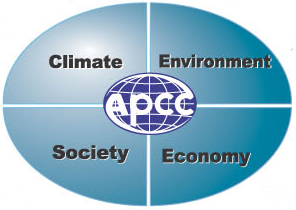 Climate
Environment
APCC
Society
Economy